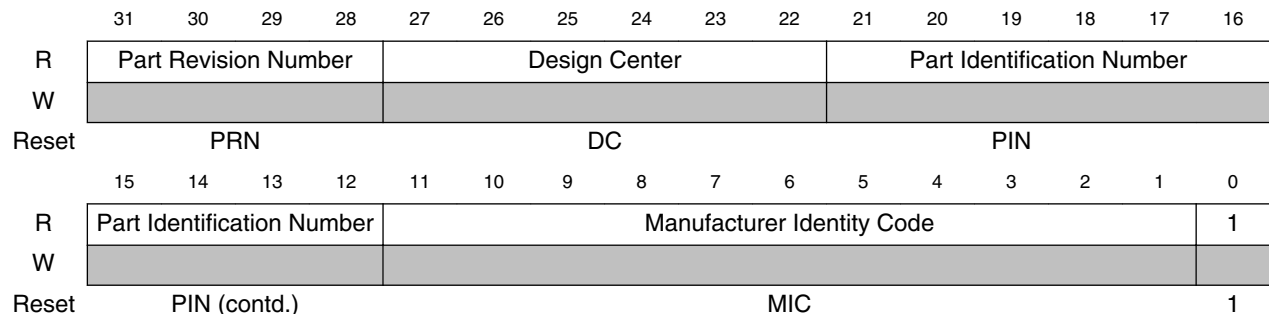 31 30 29 28 27 26 25 24 23 22 21 20 19 18 17 16
R Part Revision Number Design Center Part Identification Number
W
Reset PRN DC PIN
15 14 13 12 11 10 9 8 7 6 5 4 3 2 1 0
R Part Identification Number Manufacturer Identity Code 1
W
Reset PIN (contd.) MIC 1